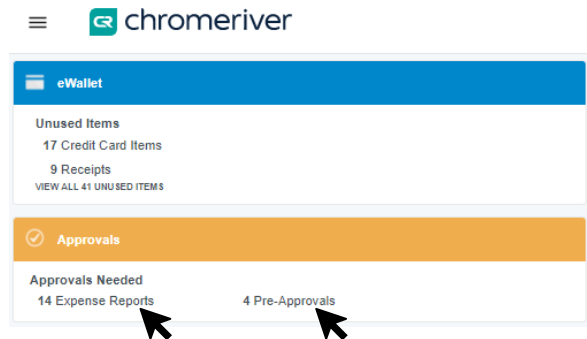 CR chromeriver
eWallet
Unused Items
17 Credit Card Items
9 Receipts
VIEW ALL 41 UNUSED ITEMS
Approvals
Approvals Needed
14 Expense Reports 4 Pre-Approvals